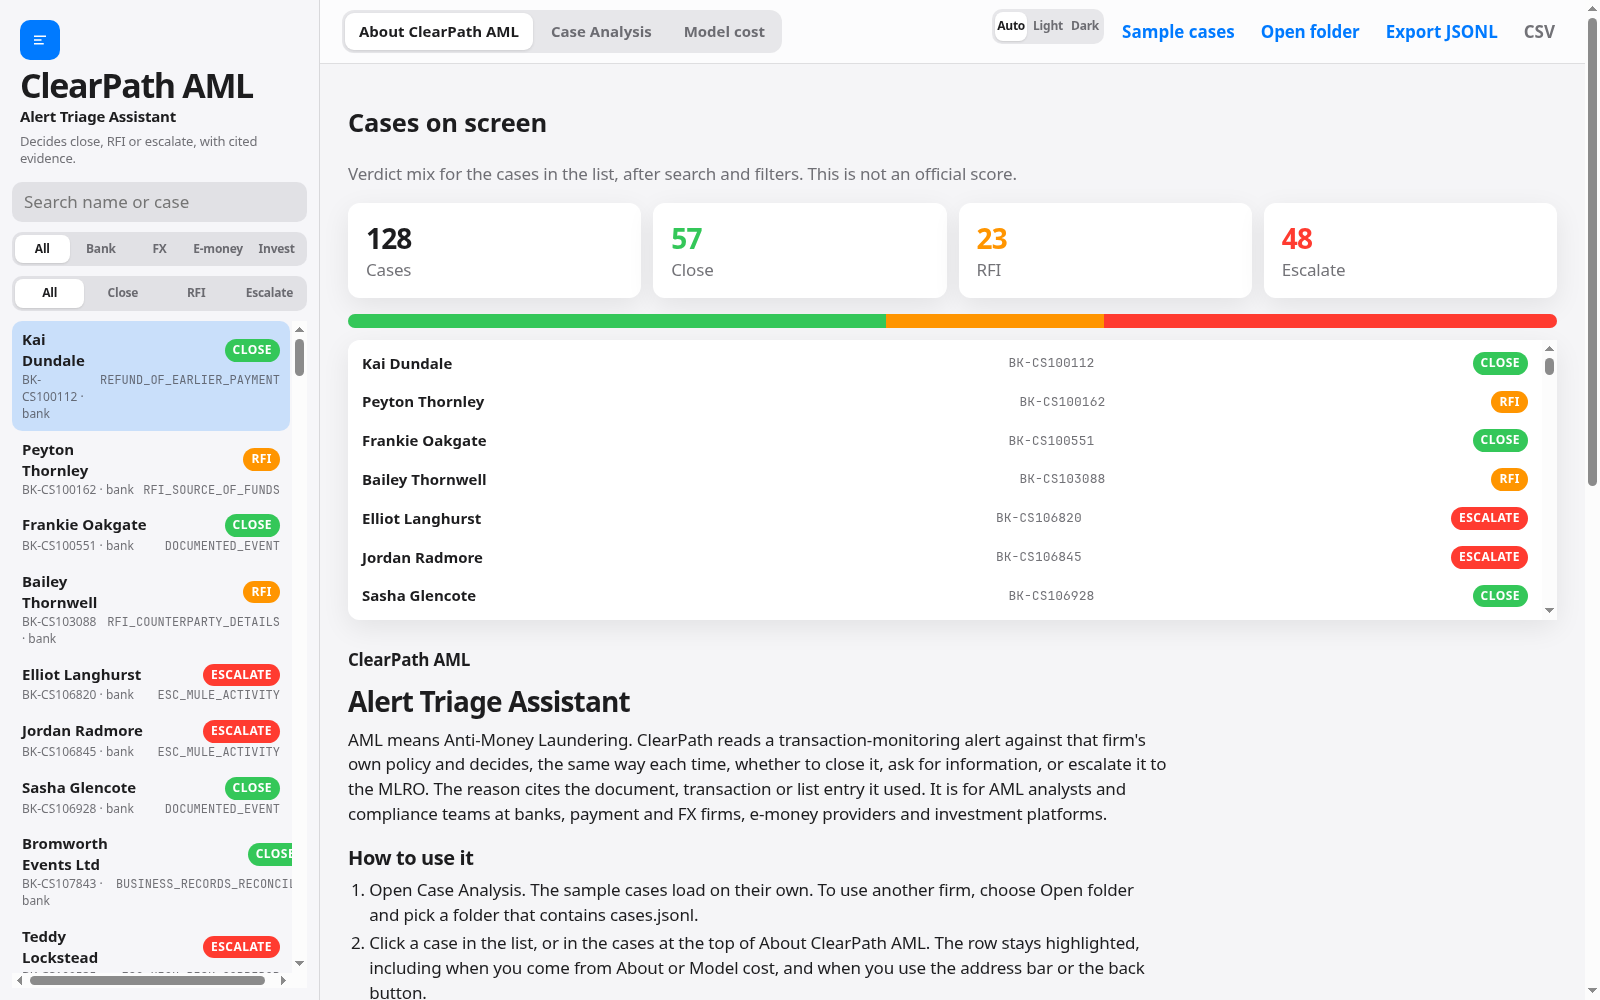 ClearPath AML
Alert Triage Assistant
Decides close, RFI or escalate, with cited
evidence.
Search name or case
All Bank FX E-money Invest
All Close RFI Escalate
Kai
Dundale
CLOSE
BK-
CS100112 ·
bank
REFUND_OF_EARLIER_PAYMENT
Peyton
Thornley
RFI
BK-CS100162 · bank RFI_SOURCE_OF_FUNDS
Frankie Oakgate CLOSE
BK-CS100551 · bank DOCUMENTED_EVENT
Bailey
Thornwell
RFI
BK-CS103088
· bank
RFI_COUNTERPARTY_DETAILS
Elliot Langhurst ESCALATE
BK-CS106820 · bank ESC_MULE_ACTIVITY
Jordan Radmore ESCALATE
BK-CS106845 · bank ESC_MULE_ACTIVITY
Sasha Glencote CLOSE
BK-CS106928 · bank DOCUMENTED_EVENT
Bromworth
Events Ltd
CLOSE
BK-CS107843 ·
bank
BUSINESS_RECORDS_RECONCIL
Teddy
Lockstead
ESCALATE
About ClearPath AML Case Analysis Model cost
Auto Light Dark
Sample cases Open folder Export JSONL CSV
Cases on screen
Verdict mix for the cases in the list, after search and filters. This is not an official score.
128
Cases
57
Close
23
RFI
48
Escalate
Kai Dundale BK-CS100112 CLOSE
Peyton Thornley BK-CS100162 RFI
Frankie Oakgate BK-CS100551 CLOSE
Bailey Thornwell BK-CS103088 RFI
Elliot Langhurst BK-CS106820 ESCALATE
Jordan Radmore BK-CS106845 ESCALATE
Sasha Glencote BK-CS106928 CLOSE
ClearPath AML
Alert Triage Assistant
AML means Anti-Money Laundering. ClearPath reads a transaction-monitoring alert against that firm's
own policy and decides, the same way each time, whether to close it, ask for information, or escalate it to
the MLRO. The reason cites the document, transaction or list entry it used. It is for AML analysts and
compliance teams at banks, payment and FX firms, e-money providers and investment platforms.
How to use it
1. Open Case Analysis. The sample cases load on their own. To use another firm, choose Open folder
and pick a folder that contains cases.jsonl.
2. Click a case in the list, or in the cases at the top of About ClearPath AML. The row stays highlighted,
including when you come from About or Model cost, and when you use the address bar or the back
button.